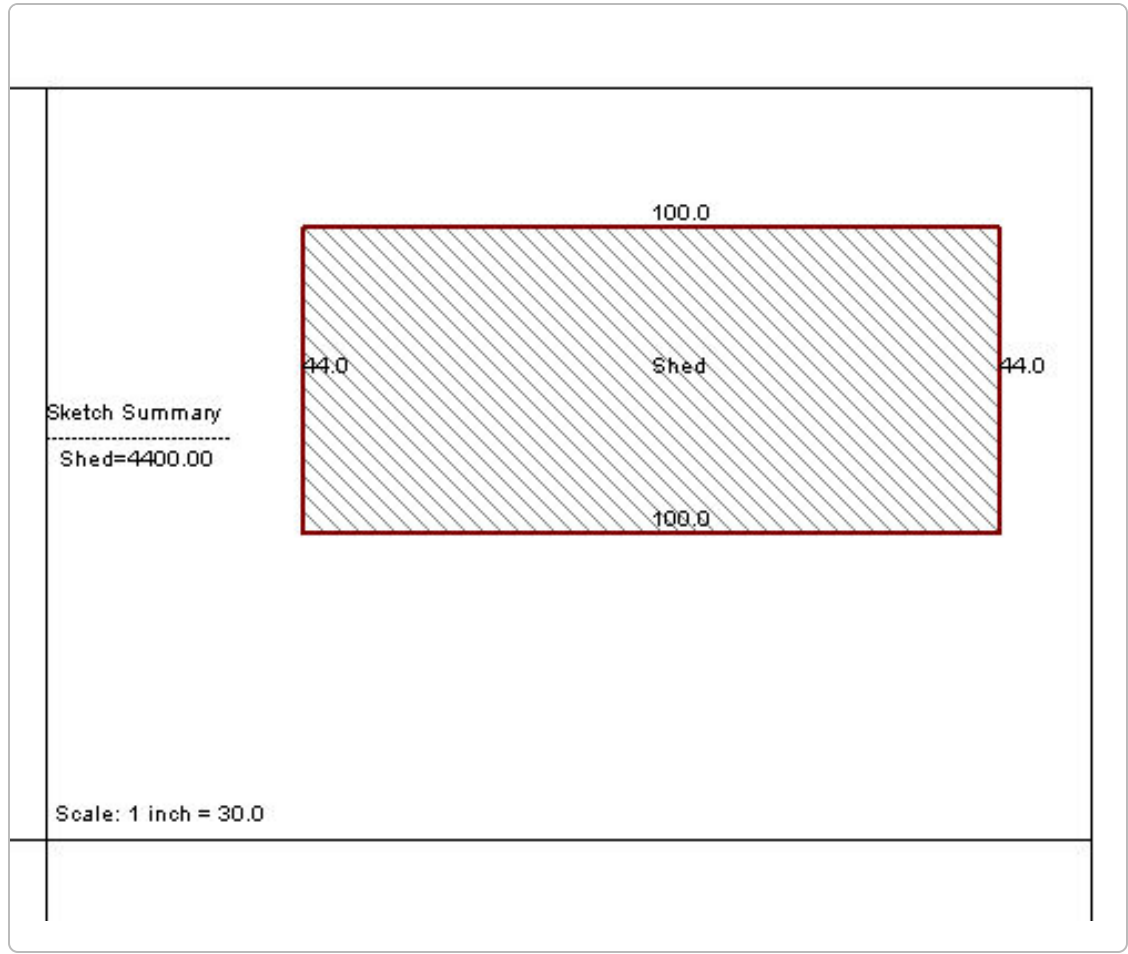 100.0
44.0
Shed
44.0
Sketch Summary
Shed=4400.00
100.0
Scale: 1 inch = 30.0